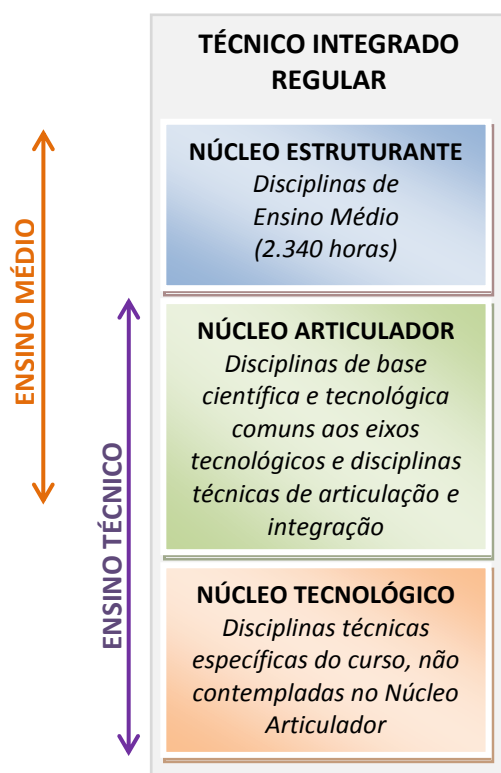 TÉCNICO INTEGRADO
REGULAR
ENSINO MÉDIO
ENSINO TÉCNICO
NÚCLEO ESTRUTURANTE
Disciplinas de
Ensino Médio
(2.340 horas)
NÚCLEO ARTICULADOR
Disciplinas de base
científica e tecnológica
comuns aos eixos
tecnológicos e disciplinas
técnicas de articulação e
integração
NÚCLEO TECNOLÓGICO
Disciplinas técnicas
específicas do curso, não
contempladas no Núcleo
Articulador